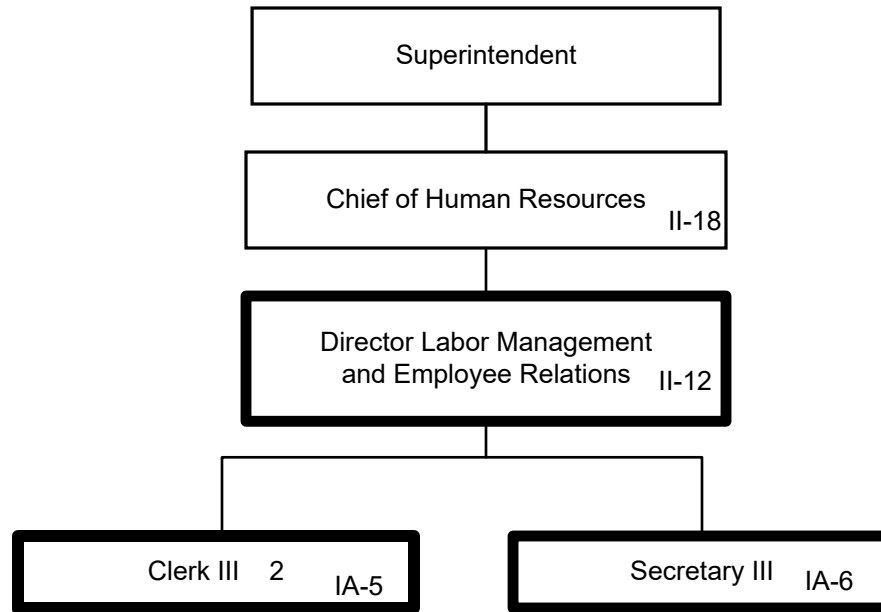 Superintendent
Chief of Human Resources
II-18
Director Labor Management
and Employee Relations
II-12
Clerk III 2
IA-5
Secretary III
IA-6